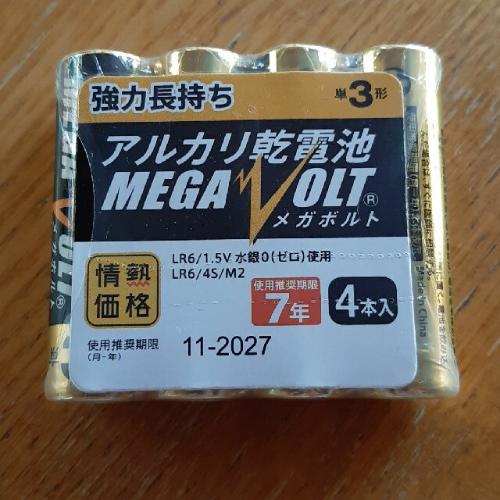 強力長持ち
単3形
アルカリ乾電池
MEGA VOLT®
メガボルト
LR6/1.5V 水銀0(ゼロ)使用
LR6/4S/M2
情熱
価格
使用推奨期限
7年
4本入
使用推奨期限
(月-年)
11-2027
Made in China